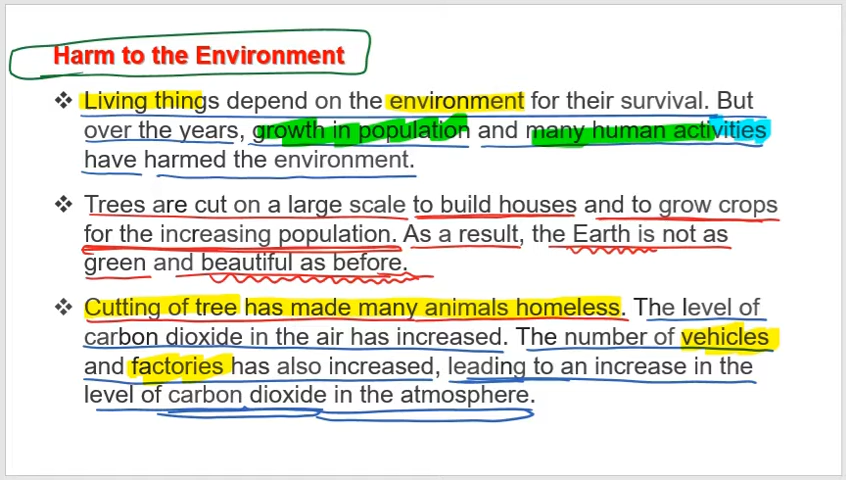 Harm to the Environment
❖ Living things depend on the environment for their survival. But
over the years, growth in population and many human activities
have harmed the environment.
❖ Trees are cut on a large scale to build houses and to grow crops
for the increasing population. As a result, the Earth is not as
green and beautiful as before.
❖ Cutting of tree has made many animals homeless. The level of
carbon dioxide in the air has increased. The number of vehicles
and factories has also increased, leading to an increase in the
level of carbon dioxide in the atmosphere.